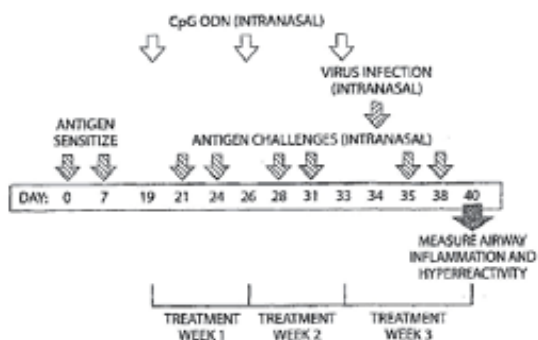 CpG ODN (INTRANASAL)
VIRUS INFECTION
(INTRANASAL)
ANTIGEN
SENSITIZE
ANTIGEN CHALLENGES (INTRANASAL)
DAY: 0 7 19 21 24 26 28 31 33 34 35 38 40
MEASURE AIRWAY
INFLAMMATION AND
HYPERREACTIVITY
TREATMENT
WEEK 1
TREATMENT
WEEK 2
TREATMENT
WEEK 3